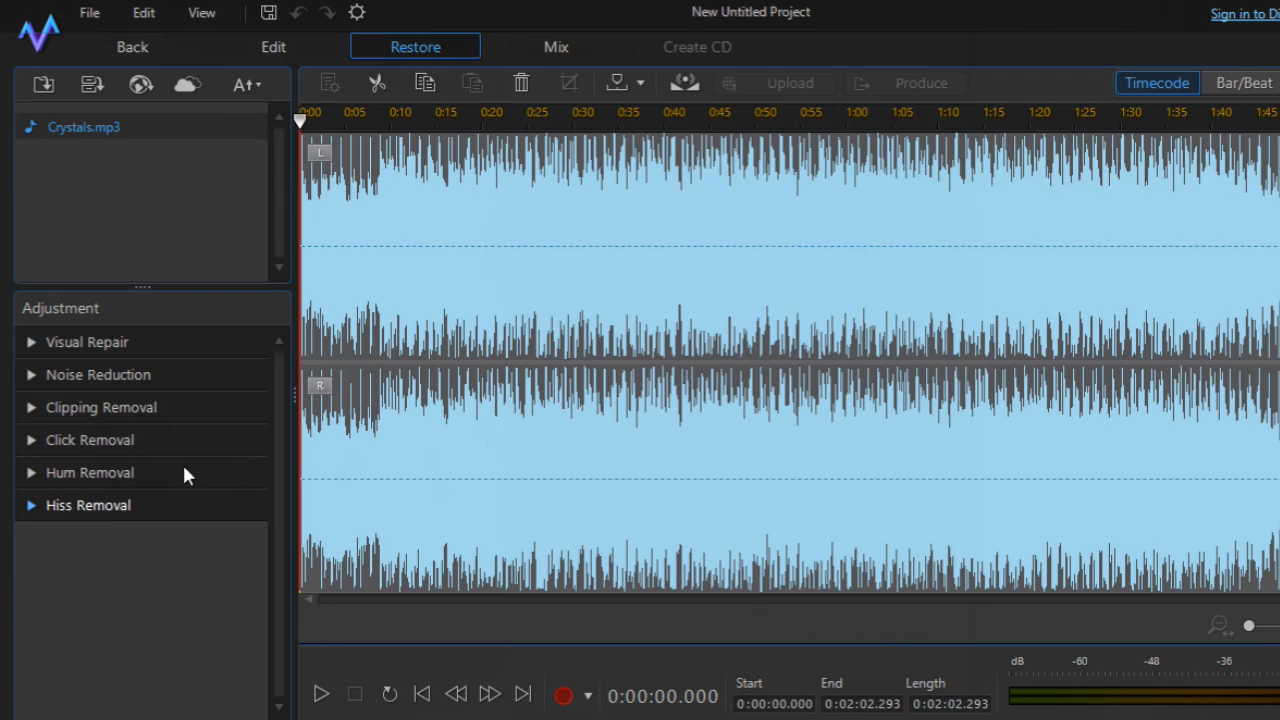 File Edit View New Untitled Project Sign in to Di
Back Edit Restore Mix Create CD
Upload Produce Timecode Bar/Beat
0:00 0:05 0:10 0:15 0:20 0:25 0:30 0:35 0:40 0:45 0:50 0:55 1:00 1:05 1:10 1:15 1:20 1:25 1:30 1:35 1:40 1:45
Crystals.mp3
L
Adjustment
Visual Repair
Noise Reduction
R
Clipping Removal
Click Removal
Hum Removal
Hiss Removal
dB -60 -48 -36
Start End Length
0:00:00.000 0:00:00.000 0:02:02.293 0:02:02.293